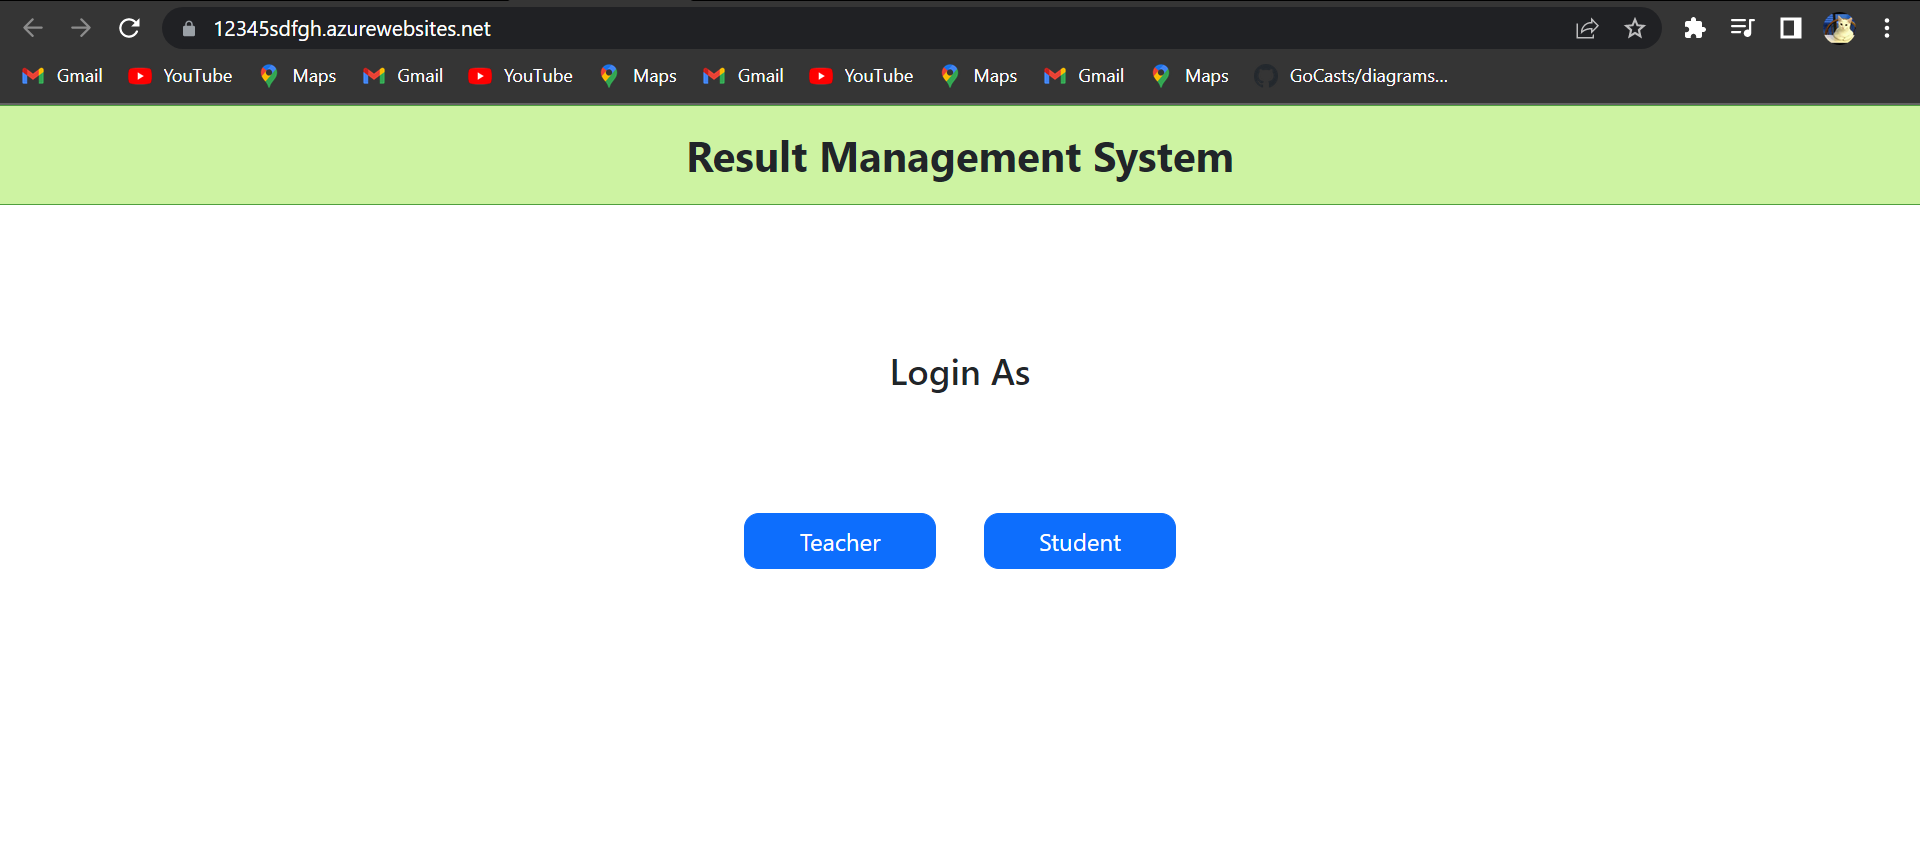 12345sdfgh.azurewebsites.net
Gmail YouTube Maps Gmail YouTube Maps Gmail YouTube Maps Gmail Maps GoCasts/diagrams...
Result Management System
Login As
Teacher Student